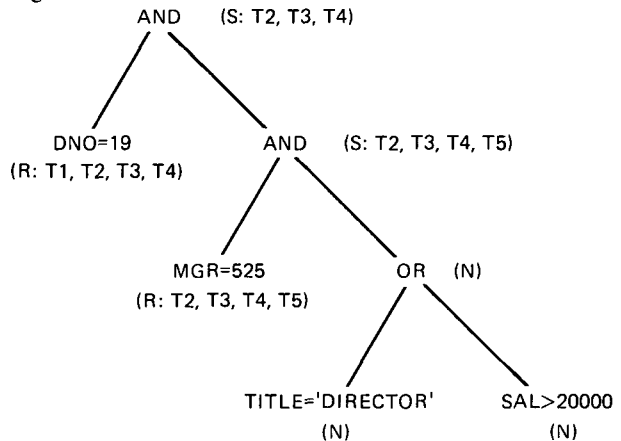 AND (S: T2, T3, T4)
DNO=19 AND (S: T2, T3, T4, T5)
(R: T1, T2, T3, T4)
MGR=525 OR (N)
(R: T2, T3, T4, T5)
TITLE='DIRECTOR' SAL>20000
(N) (N)